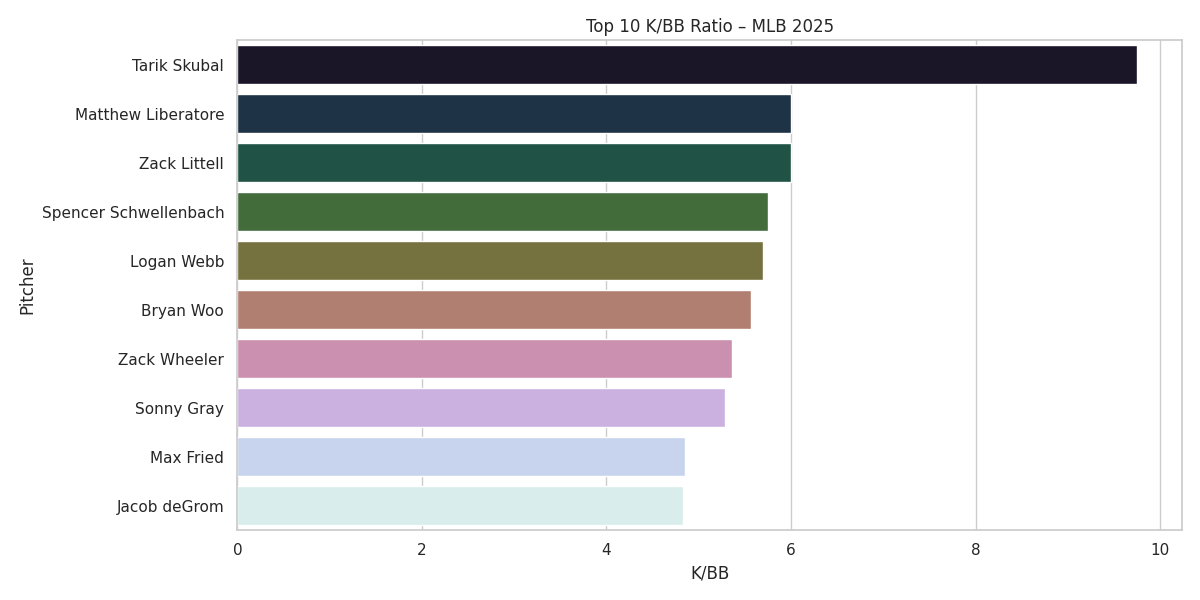 Top 10 K/BB Ratio – MLB 2025
Pitcher
Tarik Skubal
Matthew Liberatore
Zack Littell
Spencer Schwellenbach
Logan Webb
Bryan Woo
Zack Wheeler
Sonny Gray
Max Fried
Jacob deGrom
0 2 4 6 8 10
K/BB